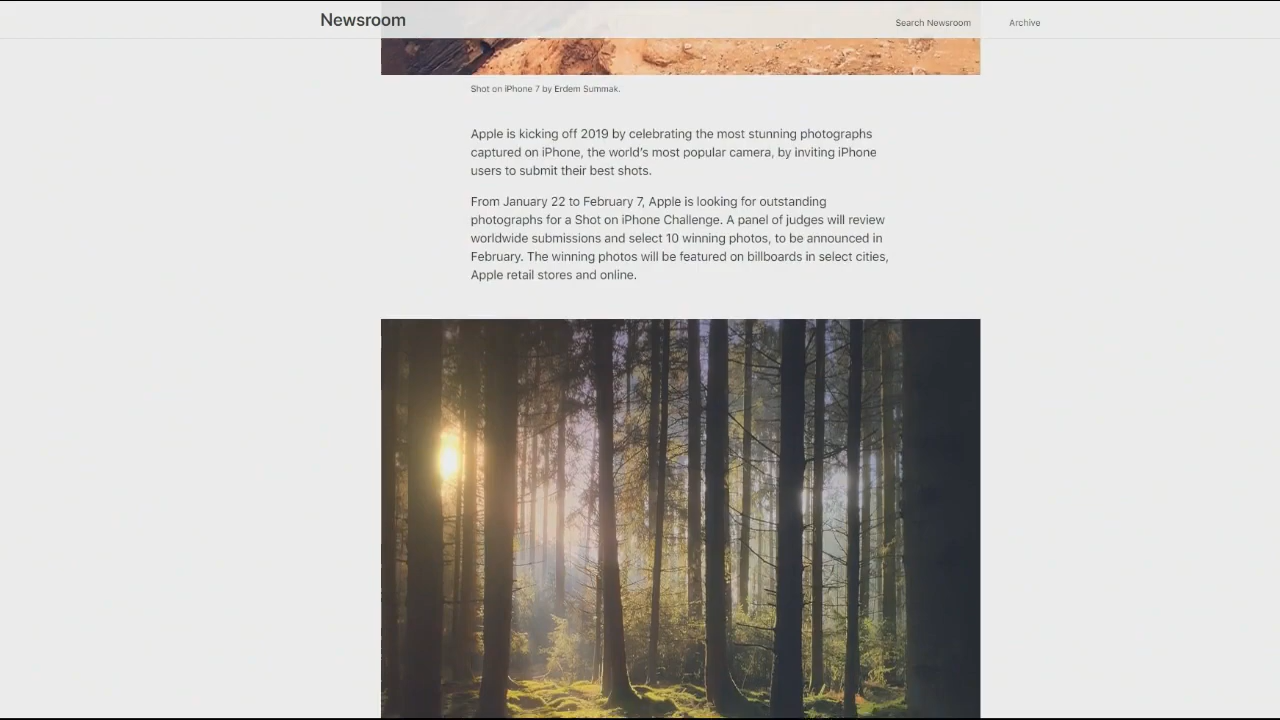 Newsroom
Search Newsroom
Archive
Shot on iPhone 7 by Erdem Summak.
Apple is kicking off 2019 by celebrating the most stunning photographs
captured on iPhone, the world's most popular camera, by inviting iPhone
users to submit their best shots.
From January 22 to February 7, Apple is looking for outstanding
photographs for a Shot on iPhone Challenge. A panel of judges will review
worldwide submissions and select 10 winning photos, to be announced in
February. The winning photos will be featured on billboards in select cities,
Apple retail stores and online.